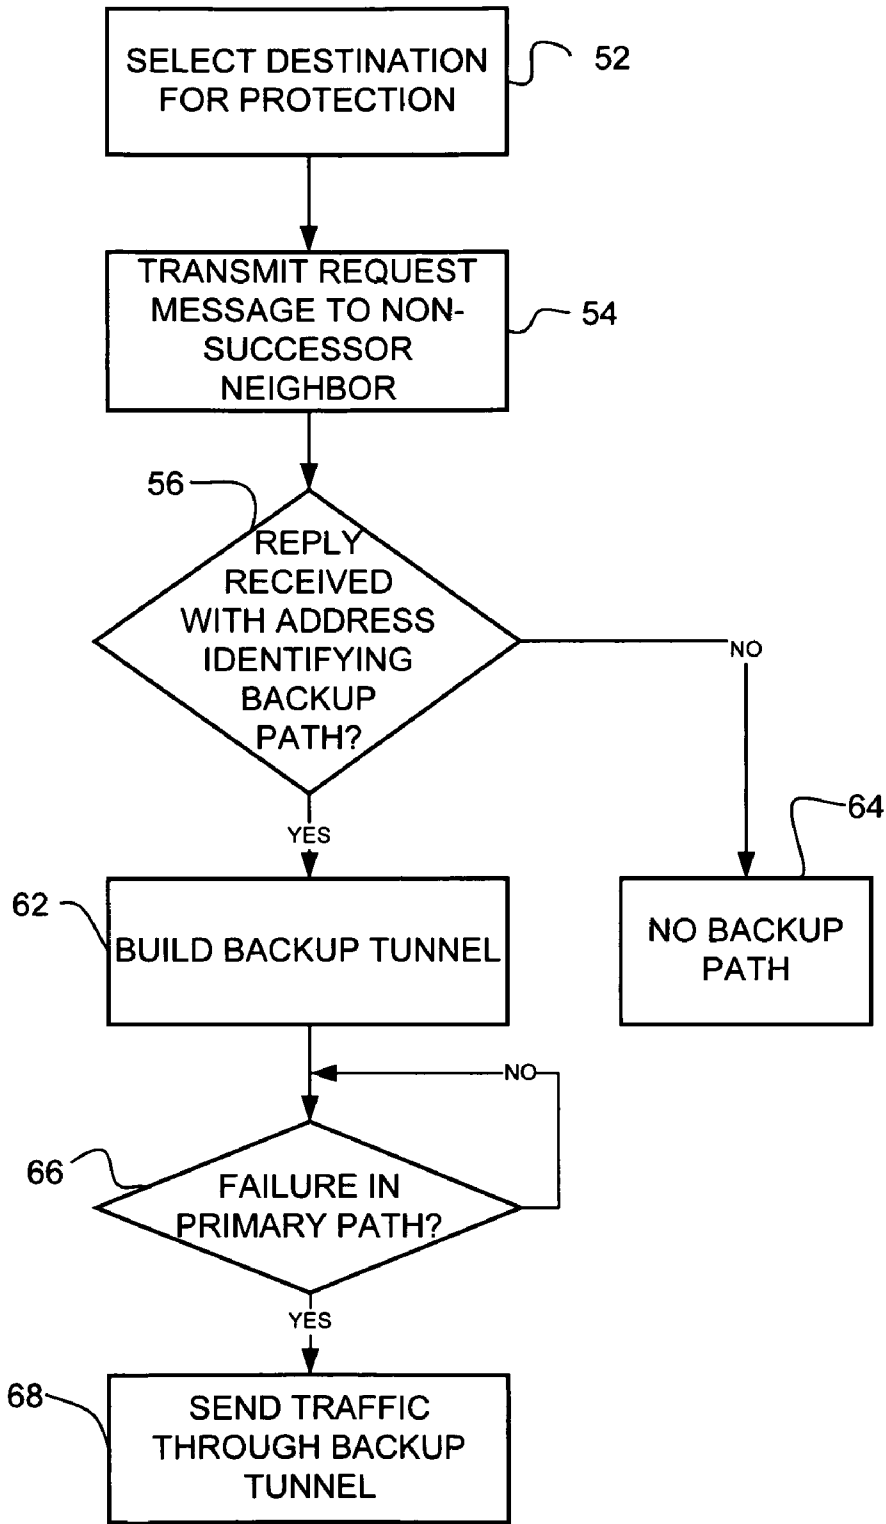 SELECT DESTINATION
FOR PROTECTION
52
TRANSMIT REQUEST
MESSAGE TO NON-
SUCCESSOR
NEIGHBOR
54
56
REPLY
RECEIVED
WITH ADDRESS
IDENTIFYING
BACKUP
PATH?
NO
YES
64
62
BUILD BACKUP TUNNEL
NO BACKUP
PATH
NO
66
FAILURE IN
PRIMARY PATH?
YES
68
SEND TRAFFIC
THROUGH BACKUP
TUNNEL